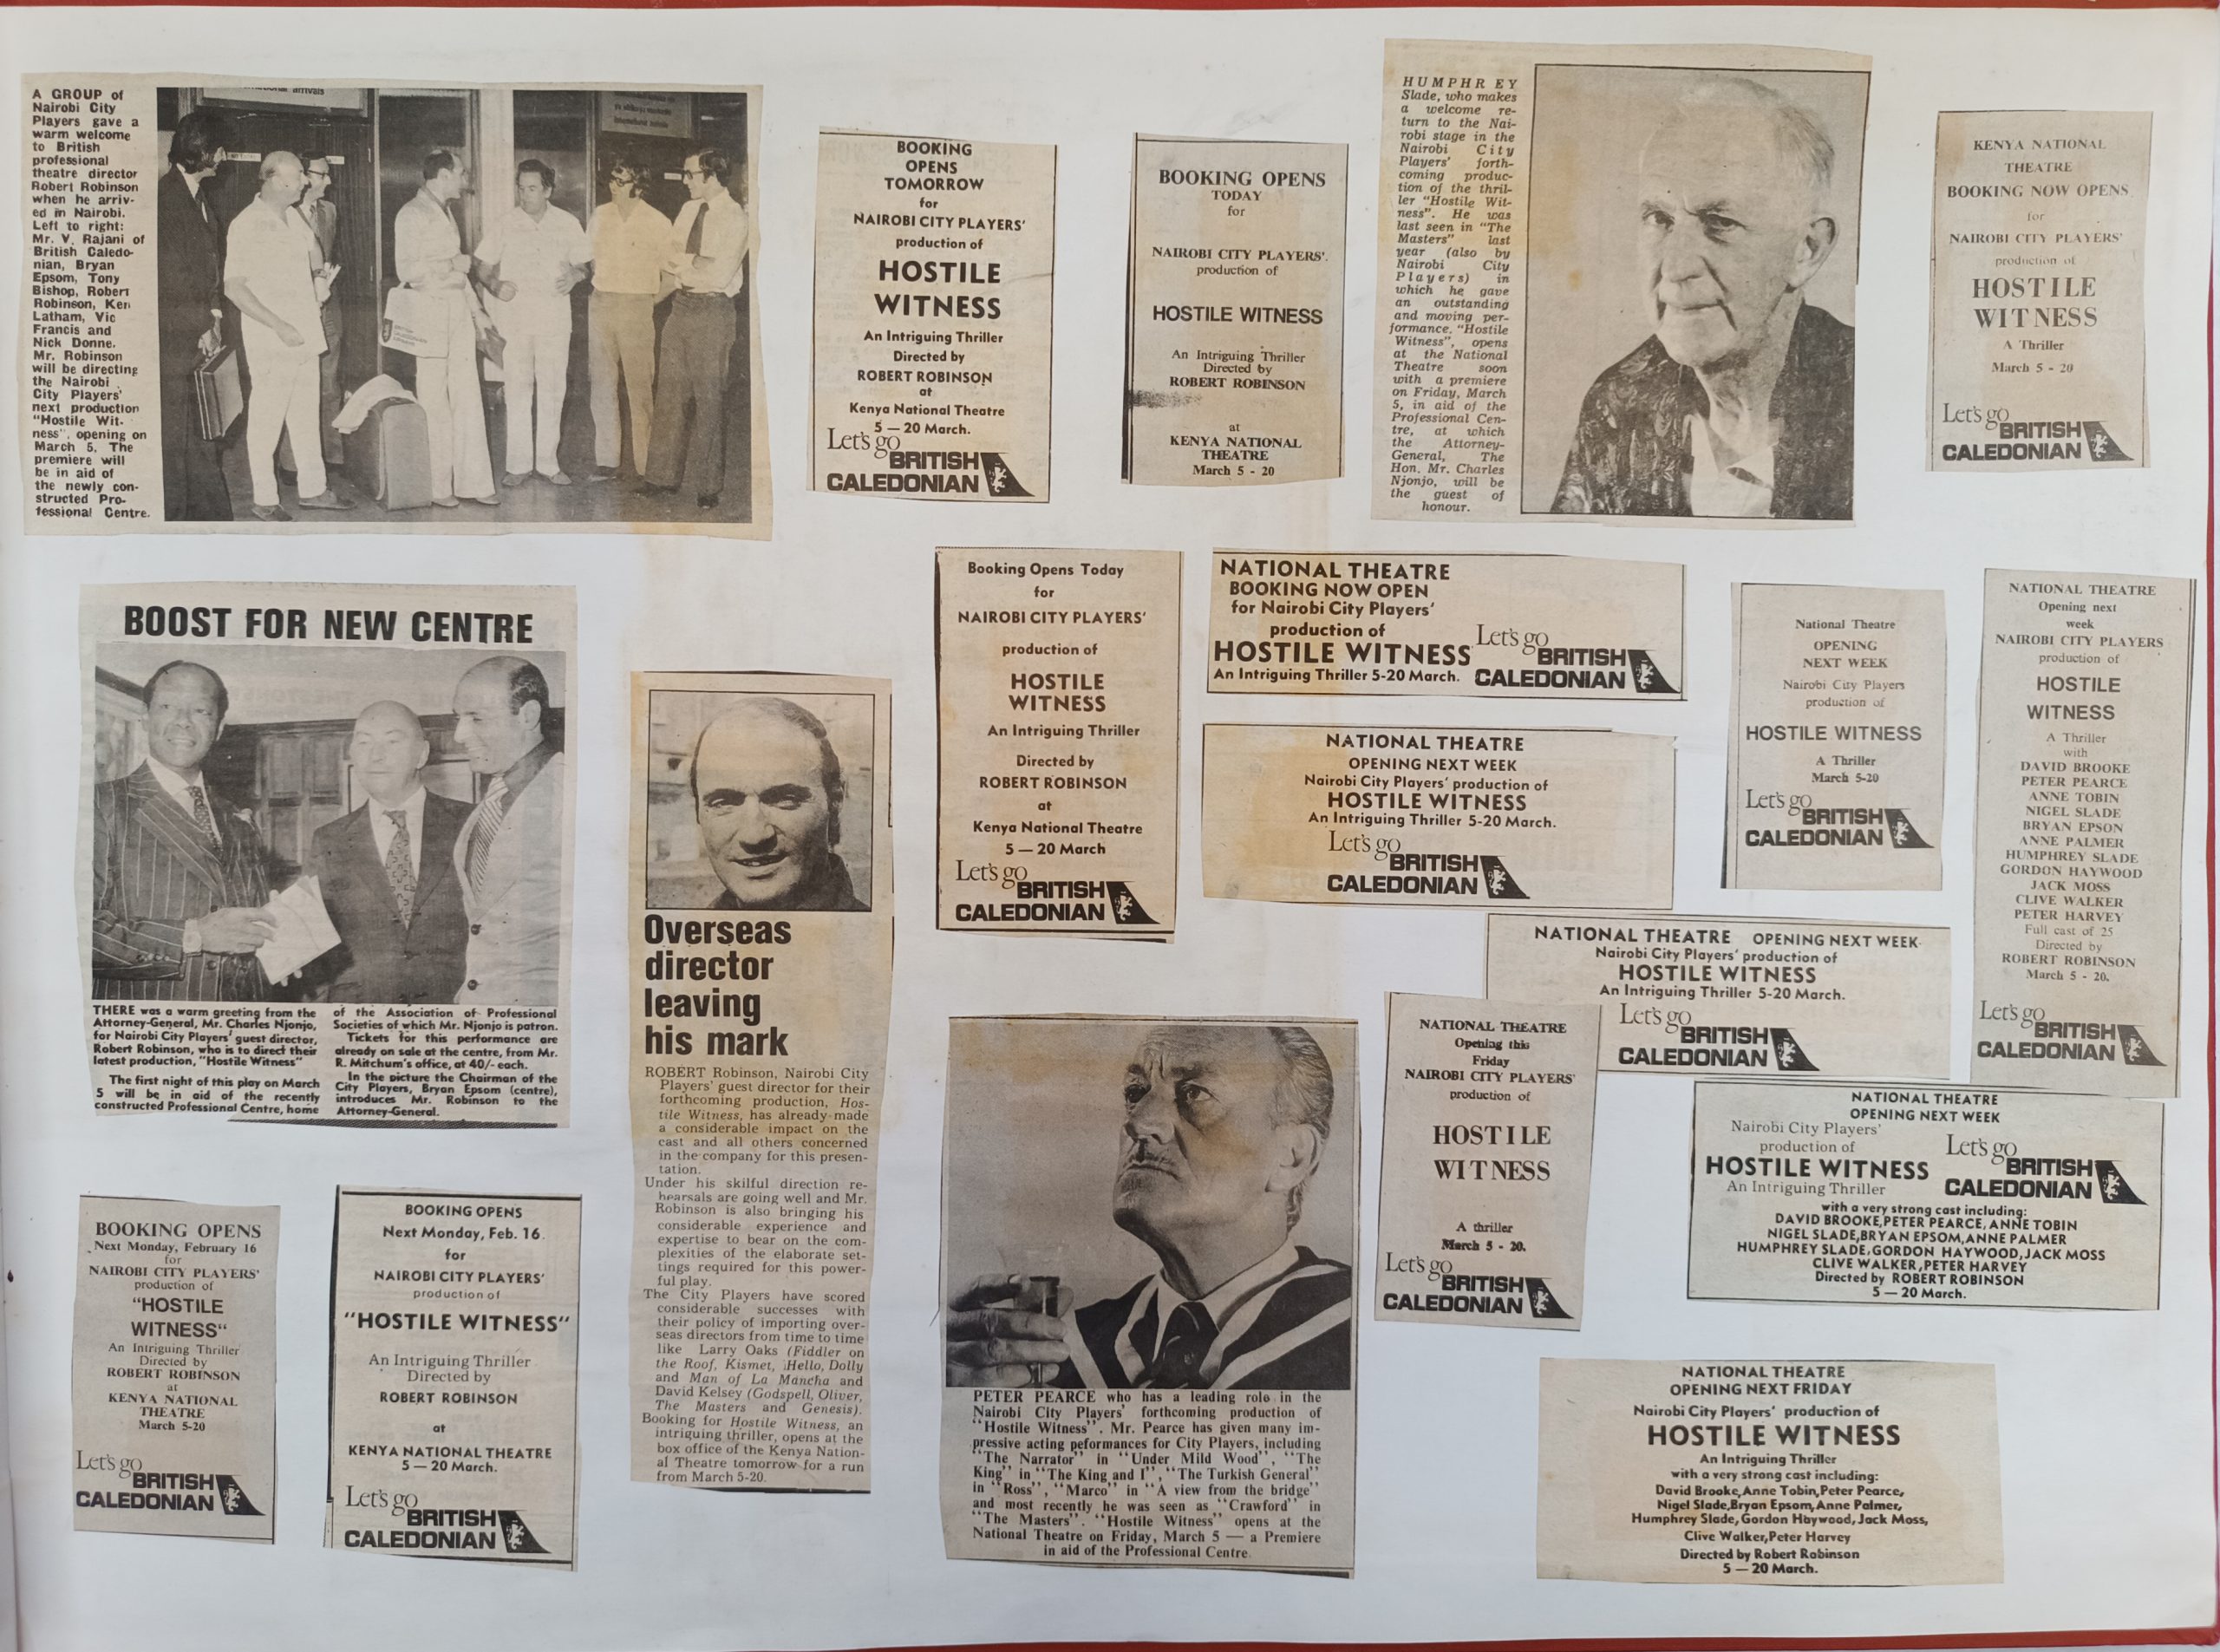 A GROUP of
Nairobi City
Players gave a
warm welcome
to British
professional
theatre director
Robert Robinson
when he arriv-
ed in Nairobi.
Left to right:
Mr. V. Rajani of
British Caledo-
nian, Bryan
Epsom, Tony
Bishop, Robert
Robinson, Ken
Latham, Vic
Francis and
Nick Donne.
Mr. Robinson
will be directing
the Nairobi
City Players'
next production
"Hostile Wit-
ness", opening on
March 5. The
premiere will
be in aid of
the newly con-
structed Pro-
fessional Centre.
arrivals
BOOKING
OPENS
TOMORROW
for
NAIROBI CITY PLAYERS'
production of
HOSTILE
WITNESS
An Intriguing Thriller
Directed by
ROBERT ROBINSON
at
Kenya National Theatre
5 — 20 March.
Let's go
BRITISH
CALEDONIAN
BOOKING OPENS
TODAY
for
NAIROBI CITY PLAYERS'.
production of
HOSTILE WITNESS
An Intriguing Thriller
Directed by
ROBERT ROBINSON
at
KENYA NATIONAL
THEATRE
March 5 - 20
HUMPHREY
Slade, who makes
a welcome re-
turn to the Nai-
robi stage in the
Nairobi City
Players' forth-
coming produc-
tion of the thril-
ler "Hostile Wit-
ness". He was
last seen in "The
Masters" last
year (also by
Nairobi City
Players) in
which he gave
an outstanding
and moving per-
formance. "Hostile
Witness", opens
at the National
Theatre soon
with a premiere
on Friday, March
5, in aid of the
Professional Cen-
tre, at which
the Attorney-
General, The
Hon. Mr. Charles
Njonjo, will be
the guest of
honour.
KENYA NATIONAL
THEATRE
BOOKING NOW OPENS
for
NAIROBI CITY PLAYERS'
production of
HOSTILE
WITNESS
A Thriller
March 5 - 20
Let's go
BRITISH
CALEDONIAN
BOOST FOR NEW CENTRE
THERE was a warm greeting from the
Attorney-General, Mr. Charles Njonjo,
for Nairobi City Players' guest director,
Robert Robinson, who is to direct their
latest production, "Hostile Witness"
The first night of this play on March
5 will be in aid of the recently
constructed Professional Centre, home
of the Association of Professional
Societies of which Mr. Njonjo is patron.
Tickets for this performance are
already on sale at the centre, from Mr.
R. Mitchum's office, at 40/- each.
In the picture the Chairman of the
City Players, Bryan Epsom (centre),
introduces Mr. Robinson to the
Attorney-General.
Overseas
director
leaving
his mark
ROBERT Robinson, Nairobi City
Players' guest director for their
forthcoming production, Hos-
tile Witness, has already made
a considerable impact on the
cast and all others concerned
in the company for this presen-
tation.
Under his skilful direction re-
hearsals are going well and Mr.
Robinson is also bringing his
considerable experience and
expertise to bear on the com-
plexities of the elaborate set-
tings required for this power-
ful play.
The City Players have scored
considerable successes with
their policy of importing over-
seas directors from time to time
like Larry Oaks (Fiddler on
the Roof, Kismet, Hello, Dolly
and Man of La Mancha and
David Kelsey (Godspell, Oliver,
The Masters and Genesis).
Booking for Hostile Witness, an
intriguing thriller, opens at the
box office of the Kenya Nation-
al Theatre tomorrow for a run
from March 5-20.
Booking Opens Today
for
NAIROBI CITY PLAYERS'
production of
HOSTILE
WITNESS
An Intriguing Thriller
Directed by
ROBERT ROBINSON
at
Kenya National Theatre
5 — 20 March
Let's go
BRITISH
CALEDONIAN
NATIONAL THEATRE
BOOKING NOW OPEN
for Nairobi City Players'
production of
HOSTILE WITNESS
An Intriguing Thriller 5-20 March.
Let's go
BRITISH
CALEDONIAN
NATIONAL THEATRE
OPENING NEXT WEEK
Nairobi City Players' production of
HOSTILE WITNESS
An Intriguing Thriller 5-20 March.
Let's go
BRITISH
CALEDONIAN
National Theatre
OPENING
NEXT WEEK
Nairobi City Players
production of
HOSTILE WITNESS
A Thriller
March 5-20
Let's go
BRITISH
CALEDONIAN
NATIONAL THEATRE
Opening next
week
NAIROBI CITY PLAYERS
production of
HOSTILE
WITNESS
A Thriller
with
DAVID BROOKE
PETER PEARCE
ANNE TOBIN
NIGEL SLADE
BRYAN EPSON
ANNE PALMER
HUMPHREY SLADE
GORDON HAYWOOD
JACK MOSS
CLIVE WALKER
PETER HARVEY
Full cast of 25
Directed by
ROBERT ROBINSON
March 5 - 20.
Let's go
BRITISH
CALEDONIAN
NATIONAL THEATRE OPENING NEXT WEEK
Nairobi City Players' production of
HOSTILE WITNESS
An Intriguing Thriller 5-20 March.
Let's go
BRITISH
CALEDONIAN
NATIONAL THEATRE
Opening this
Friday
NAIROBI CITY PLAYERS'
production of
HOSTILE
WITNESS
A thriller
March 5 - 20.
Let's go
BRITISH
CALEDONIAN
NATIONAL THEATRE
OPENING NEXT WEEK
Nairobi City Players'
production of
HOSTILE WITNESS
An Intriguing Thriller
Let's go
BRITISH
CALEDONIAN
with a very strong cast including:
DAVID BROOKE,PETER PEARCE, ANNE TOBIN
NIGEL SLADE,BRYAN EPSOM,ANNE PALMER
HUMPHREY SLADE,GORDON HAYWOOD,JACK MOSS
CLIVE WALKER,PETER HARVEY
Directed by ROBERT ROBINSON
5 — 20 March.
BOOKING OPENS
Next Monday, February 16
for
NAIROBI CITY PLAYERS'
production of
"HOSTILE
WITNESS"
An Intriguing Thriller
Directed by
ROBERT ROBINSON
at
KENYA NATIONAL
THEATRE
March 5-20
Let's go
BRITISH
CALEDONIAN
BOOKING OPENS
Next Monday, Feb. 16
for
NAIROBI CITY PLAYERS'
production of
"HOSTILE WITNESS"
An Intriguing Thriller
Directed by
ROBERT ROBINSON
at
KENYA NATIONAL THEATRE
5 — 20 March.
Let's go
BRITISH
CALEDONIAN
PETER PEARCE who has a leading role in the
Nairobi City Players' forthcoming production of
"Hostile Witness". Mr. Pearce has given many im-
pressive acting peformances for City Players, including
"The Narrator" in "Under Mild Wood", "The
King" in "The King and I", "The Turkish General"
in "Ross", "Marco" in "A view from the bridge"
and most recently he was seen as "Crawford" in
"The Masters". "Hostile Witness" opens at the
National Theatre on Friday, March 5 — a Premiere
in aid of the Professional Centre.
NATIONAL THEATRE
OPENING NEXT FRIDAY
Nairobi City Players' production of
HOSTILE WITNESS
An Intriguing Thriller
with a very strong cast including:
David Brooke,Anne Tobin,Peter Pearce,
Nigel Slade,Bryan Epsom,Anne Palmer,
Humphrey Slade, Gordon Haywood, Jack Moss,
Clive Walker,Peter Harvey
Directed by Robert Robinson
5 — 20 March.